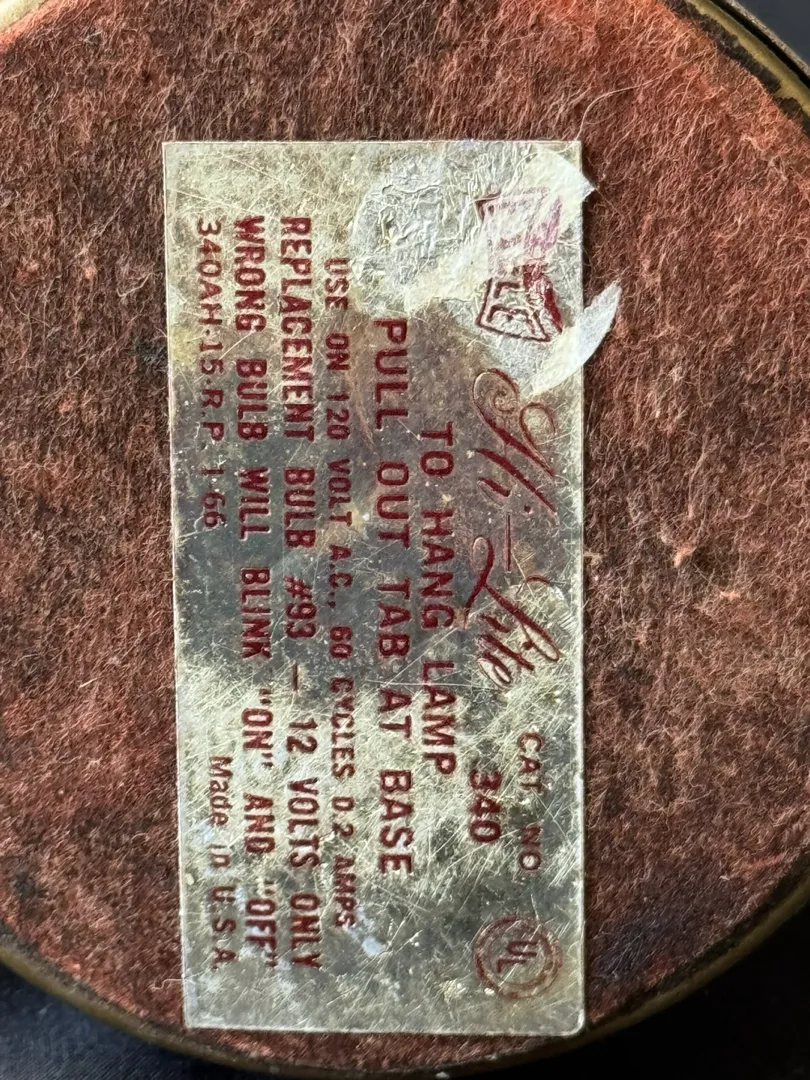 Hi-Lite
CAT NO
340
UL
TO HANG LAMP
PULL OUT TAB AT BASE
USE ON 120 VOLT A.C., 60 CYCLES 0.2 AMPS
REPLACEMENT BULB #93 — 12 VOLTS ONLY
WRONG BULB WILL BLINK "ON" AND "OFF"
340AH-15-R.P. 1-66
Made in U.S.A.